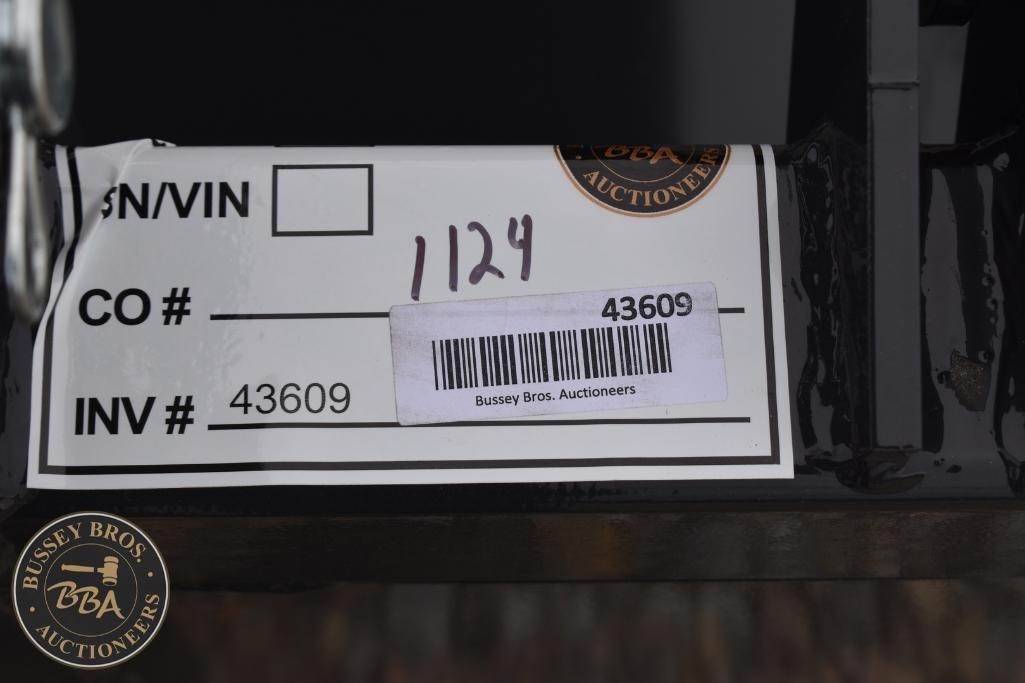 BBA
AUCTIONEERS
SN/VIN
1124
CO #
43609
Bussey Bros. Auctioneers
INV # 43609
BUSSEY BROS.
BBA
AUCTIONEERS